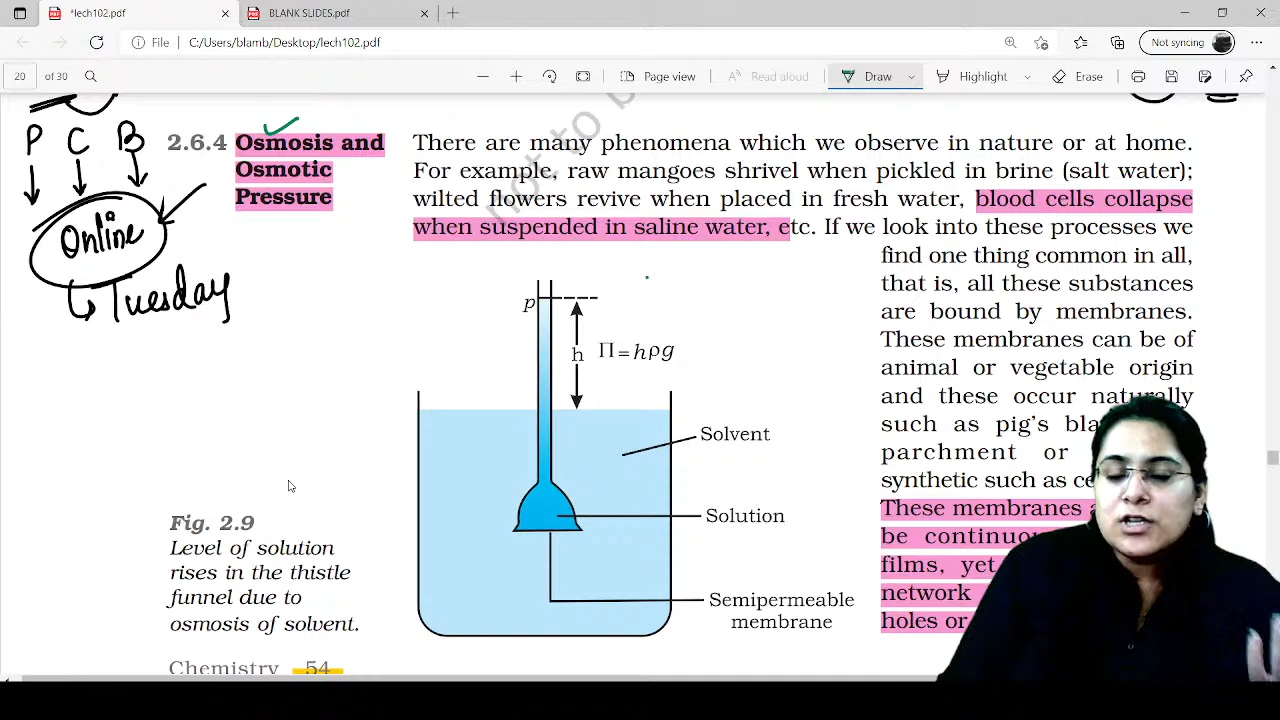 *lech102.pdf
BLANK SLIDES.pdf
File
C:/Users/blamb/Desktop/lech102.pdf
Not syncing
20
of 30
Page view
Read aloud
Draw
Highlight
Erase
not to b
P C B
Online
Tuesday
2.6.4 Osmosis and
Osmotic
Pressure
There are many phenomena which we observe in nature or at home.
For example, raw mangoes shrivel when pickled in brine (salt water);
wilted flowers revive when placed in fresh water, blood cells collapse
when suspended in saline water, etc. If we look into these processes we
find one thing common in all,
that is, all these substances
are bound by membranes.
These membranes can be of
animal or vegetable origin
and these occur naturally
such as pig's bla
parchment or
synthetic such as ce
These membranes a
be continuou
films, yet
network
holes or
p
h
Π = hρg
Solvent
Solution
Semipermeable
membrane
Fig. 2.9
Level of solution
rises in the thistle
funnel due to
osmosis of solvent.
Chemistry 54